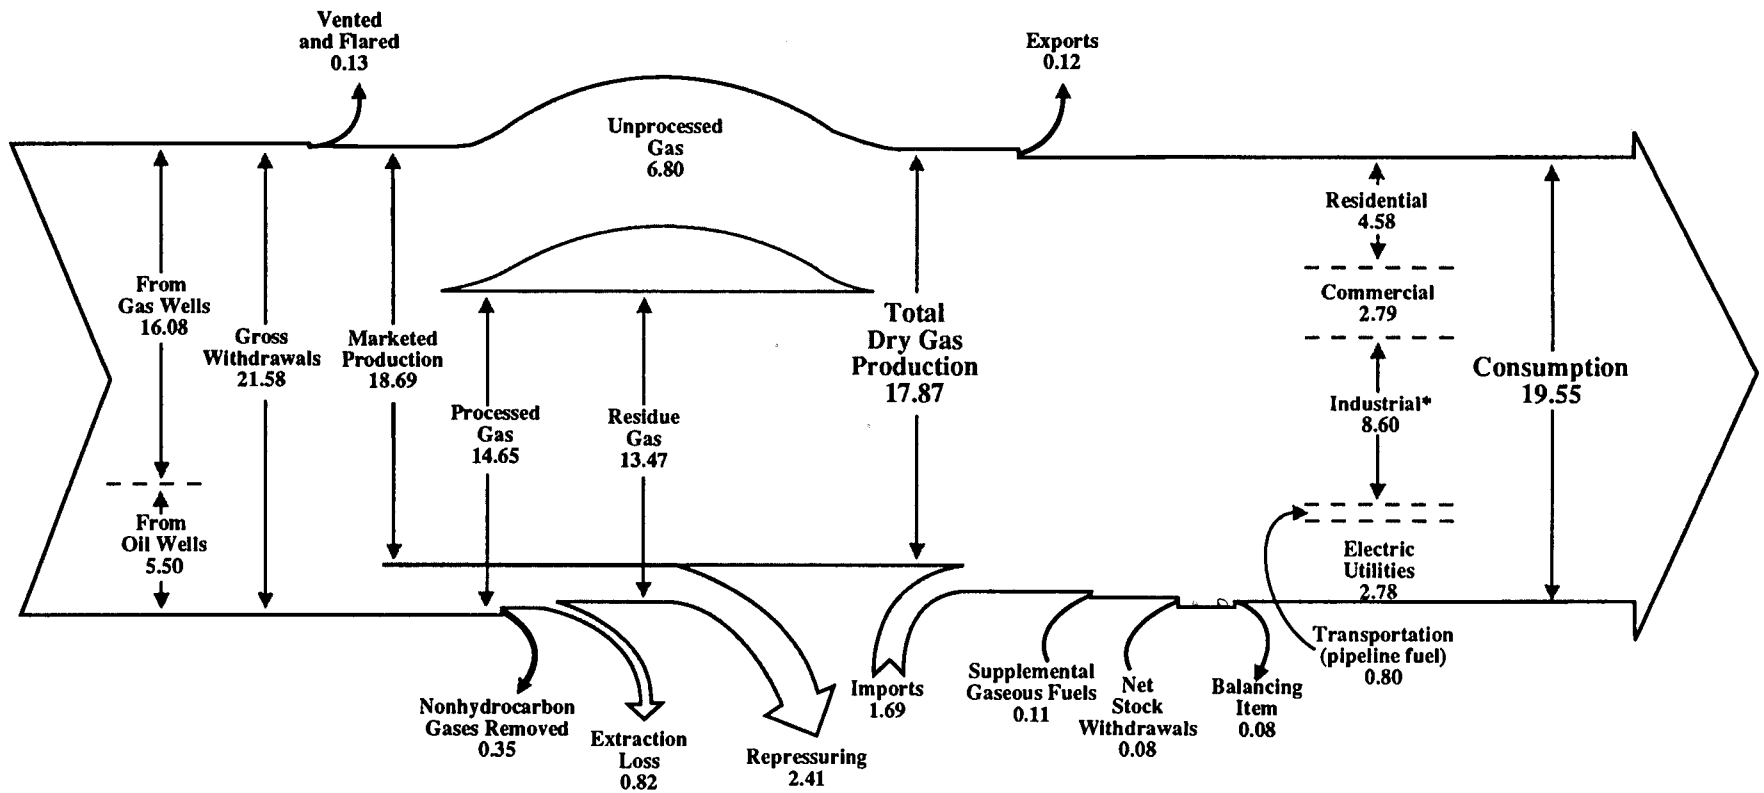 Vented
and Flared
0.13
Exports
0.12
Unprocessed
Gas
6.80
Residential
4.58
Commercial
2.79
Industrial*
8.60
Electric
Utilities
2.78
Consumption
19.55
From
Gas Wells
16.08
Gross
Withdrawals
21.58
Marketed
Production
18.69
Total
Dry Gas
Production
17.87
Processed
Gas
14.65
Residue
Gas
13.47
From
Oil Wells
5.50
Nonhydrocarbon
Gases Removed
0.35
Extraction
Loss
0.82
Repressuring
2.41
Imports
1.69
Supplemental
Gaseous Fuels
0.11
Net
Stock
Withdrawals
0.08
Balancing
Item
0.08
Transportation
(pipeline fuel)
0.80